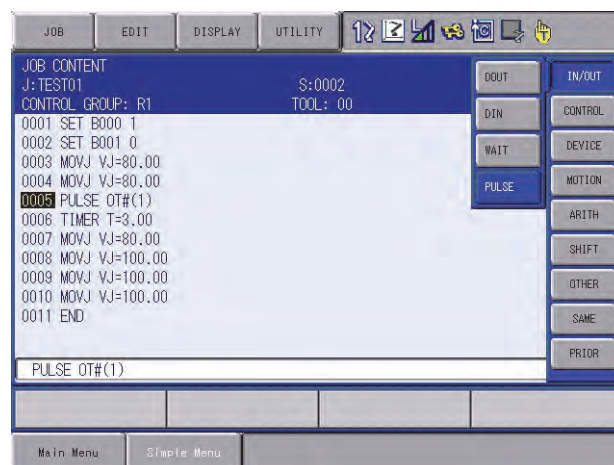 JOB EDIT DISPLAY UTILITY
JOB CONTENT
J:TEST01 S:0002
CONTROL GROUP: R1 TOOL: 00
0001 SET B000 1
0002 SET B001 0
0003 MOVJ VJ=80.00
0004 MOVJ VJ=80.00
0005 PULSE OT#(1)
0006 TIMER T=3.00
0007 MOVJ VJ=80.00
0008 MOVJ VJ=100.00
0009 MOVJ VJ=100.00
0010 MOVJ VJ=100.00
0011 END
PULSE OT#(1)
DOUT
DIN
WAIT
PULSE
IN/OUT
CONTROL
DEVICE
MOTION
ARITH
SHIFT
OTHER
SAME
PRIOR
Main Menu Simple Menu